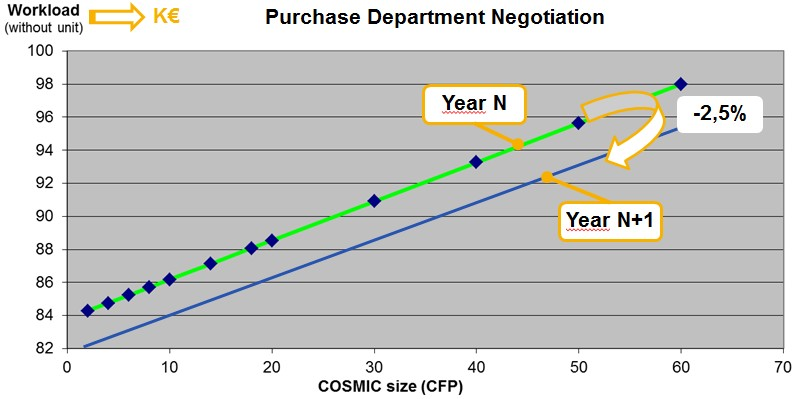 Workload
(without unit)
K€
Purchase Department Negotiation
100
98
96
94
92
90
88
86
84
82
Year N
-2,5%
Year N+1
0
10
20
30
40
50
60
70
COSMIC size (CFP)